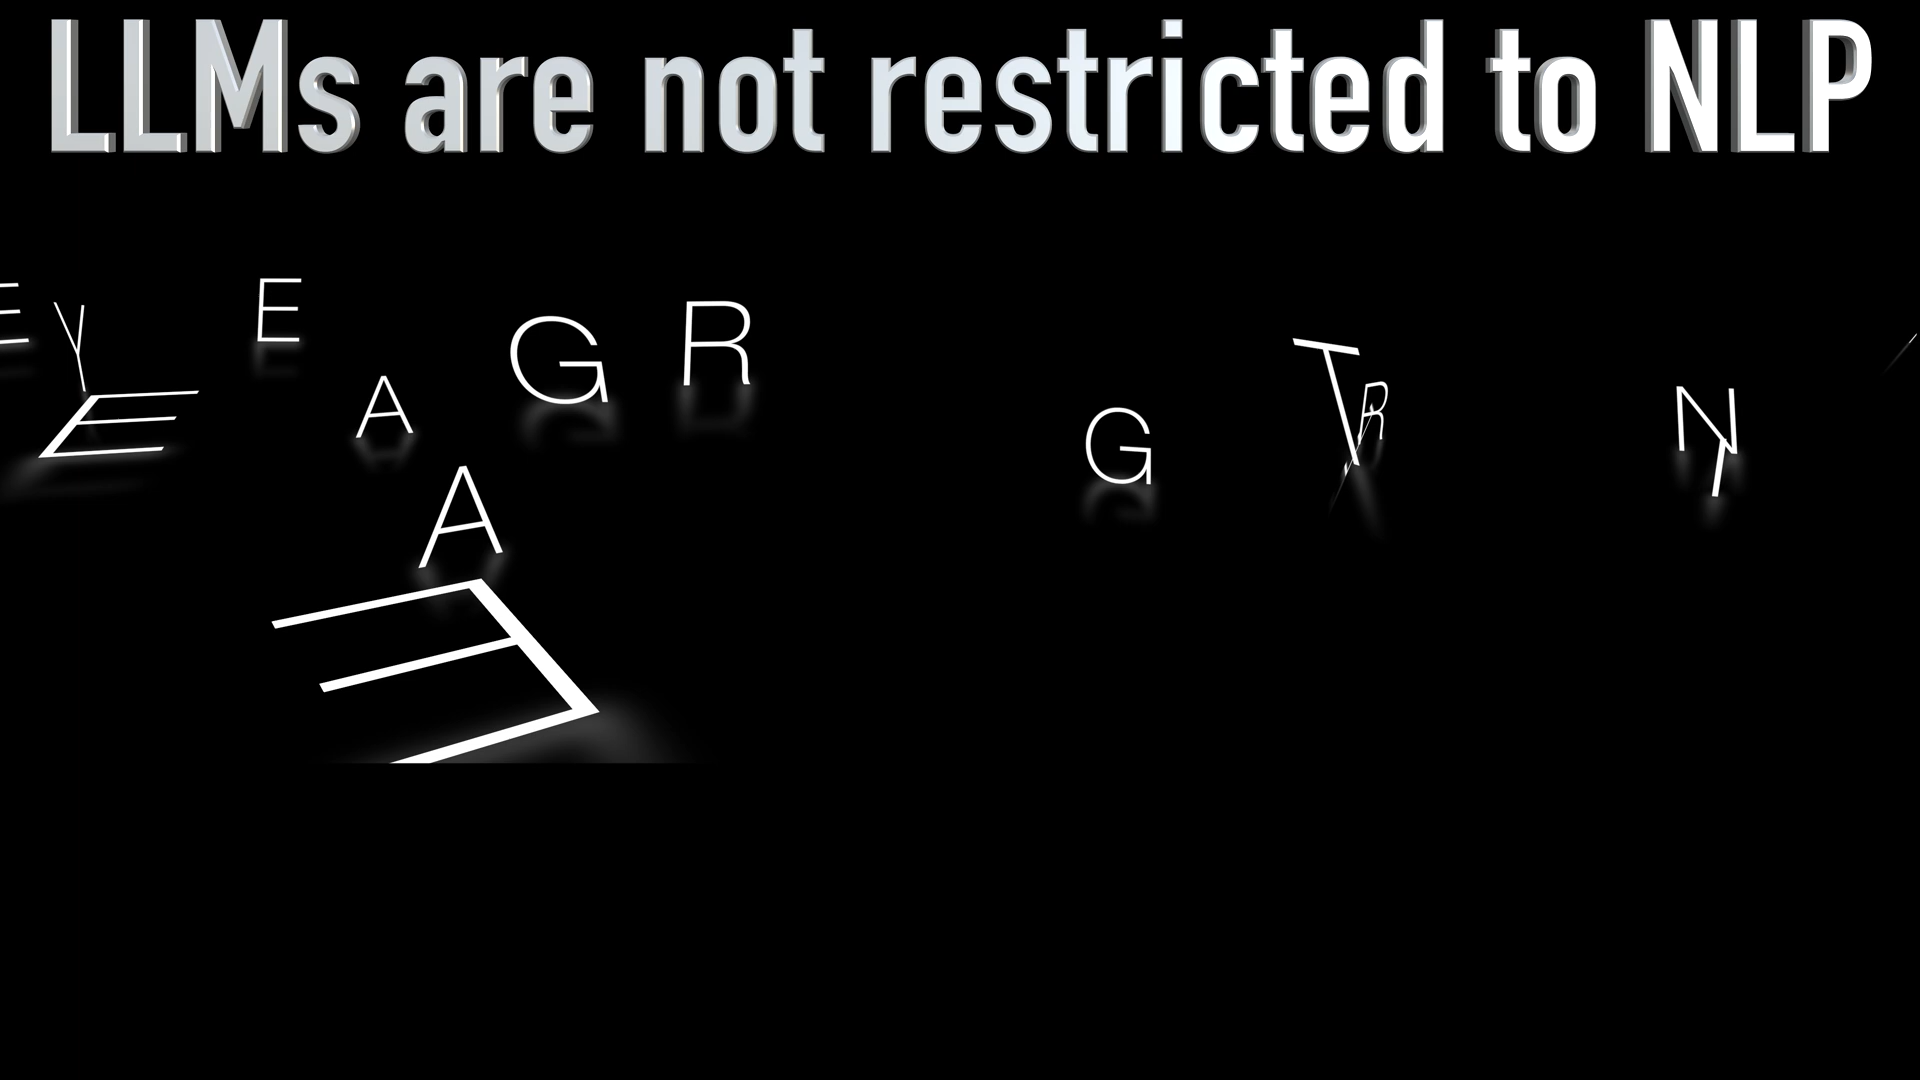 LLMs are not restricted to NLP
E Y E G R
E A G T R N Y
A
E